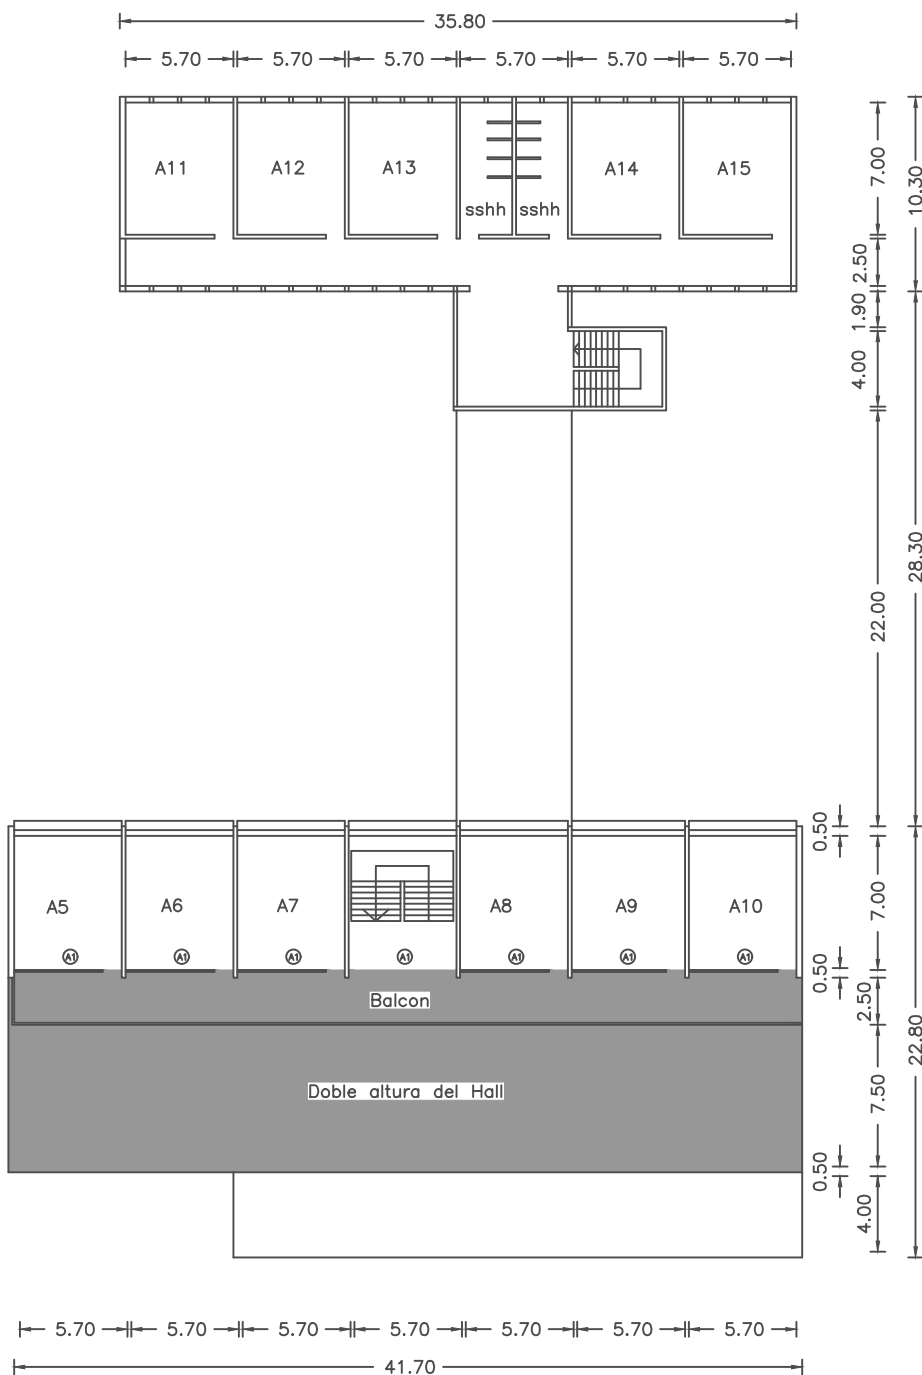 35.80
5.70 5.70 5.70 5.70 5.70 5.70
A11 A12 A13 A14 A15
sshh sshh
7.00
10.30
2.50
1.90
4.00
28.30
22.00
0.50
A5 A6 A7 A8 A9 A10
7.00
A1 A1 A1 A1 A1 A1 A1
0.50
Balcon
2.50
22.80
Doble altura del Hall
7.50
0.50
4.00
5.70 5.70 5.70 5.70 5.70 5.70 5.70
41.70